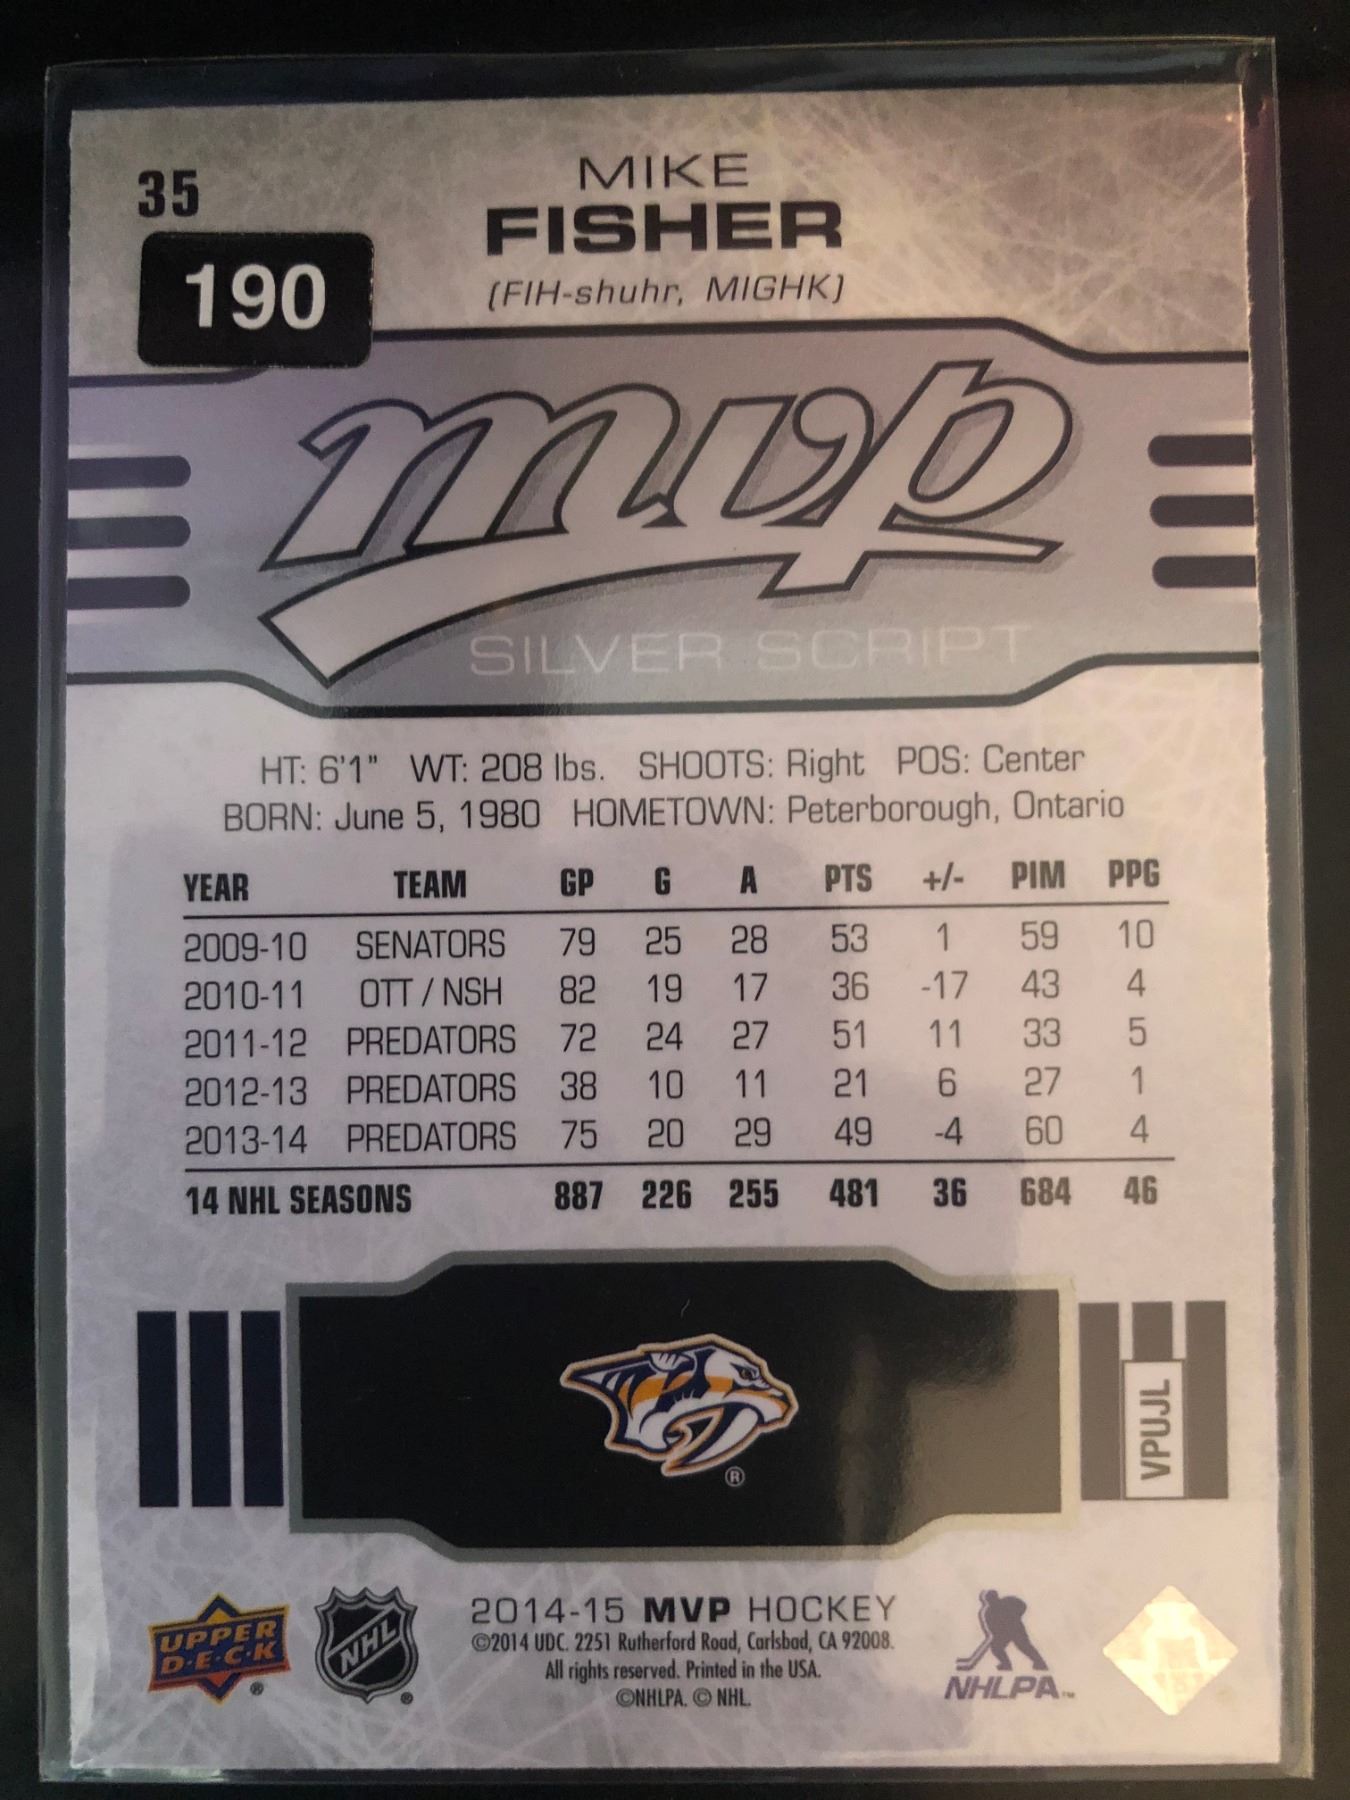 35
190
MIKE
FISHER
(FIH-shuhr, MIGHK)
mvp
SILVER SCRIPT
HT: 6'1" WT: 208 lbs. SHOOTS: Right POS: Center
BORN: June 5, 1980 HOMETOWN: Peterborough, Ontario
YEAR TEAM GP G A PTS +/- PIM PPG
2009-10 SENATORS 79 25 28 53 1 59 10
2010-11 OTT / NSH 82 19 17 36 -17 43 4
2011-12 PREDATORS 72 24 27 51 11 33 5
2012-13 PREDATORS 38 10 11 21 6 27 1
2013-14 PREDATORS 75 20 29 49 -4 60 4
14 NHL SEASONS 887 226 255 481 36 684 46
®
VPUJL
UPPER
D·E·C·K
®
NHL
®
2014-15 MVP HOCKEY
©2014 UDC. 2251 Rutherford Road, Carlsbad, CA 92008.
All rights reserved. Printed in the USA.
©NHLPA. © NHL.
NHLPA™